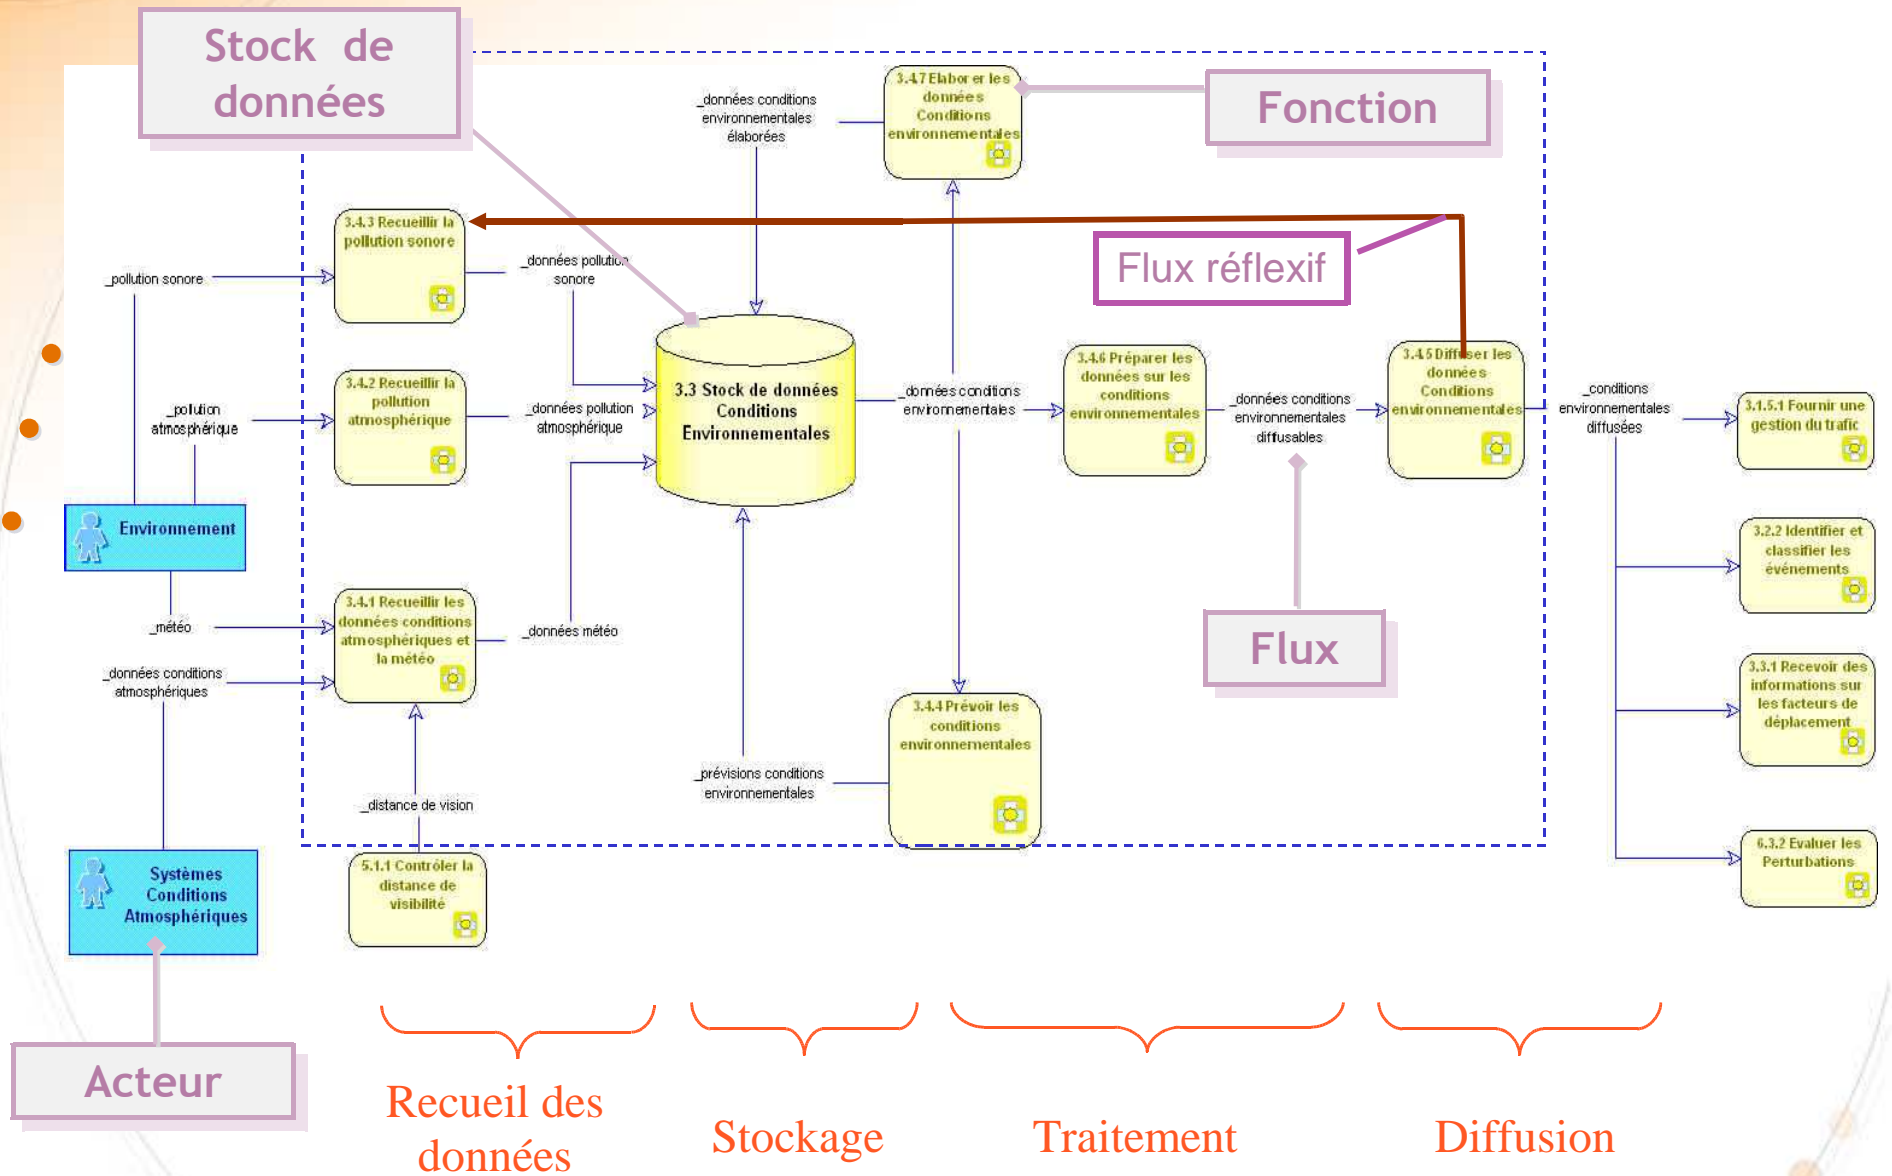 Stock de
données
Fonction
_données conditions
environnementales
élaborées
3.4.7 Elaborer les
données
Conditions
environnementales
3.4.3 Recueillir la
pollution sonore
_pollution sonore
_données pollution
sonore
Flux réflexif
3.4.2 Recueillir la
pollution
atmosphérique
_pollution
atmosphérique
_données pollution
atmosphérique
3.3 Stock de données
Conditions
Environnementales
_données conditions
environnementales
3.4.6 Préparer les
données sur les
conditions
environnementales
_données conditions
environnementales
diffusables
3.4.5 Diffuser les
données
Conditions
environnementales
_conditions
environnementales
diffusées
3.1.5.1 Fournir une
gestion du trafic
3.2.2 Identifier et
classifier les
événements
3.3.1 Recevoir des
informations sur
les facteurs de
déplacement
6.3.2 Evaluer les
Perturbations
Environnement
_météo
3.4.1 Recueillir les
données conditions
atmosphériques et
la météo
_données météo
_données conditions
atmosphériques
Flux
3.4.4 Prévoir les
conditions
environnementales
_prévisions conditions
environnementales
_distance de vision
5.1.1 Contrôler la
distance de
visibilité
Systèmes
Conditions
Atmosphériques
Acteur
Recueil des
données
Stockage
Traitement
Diffusion